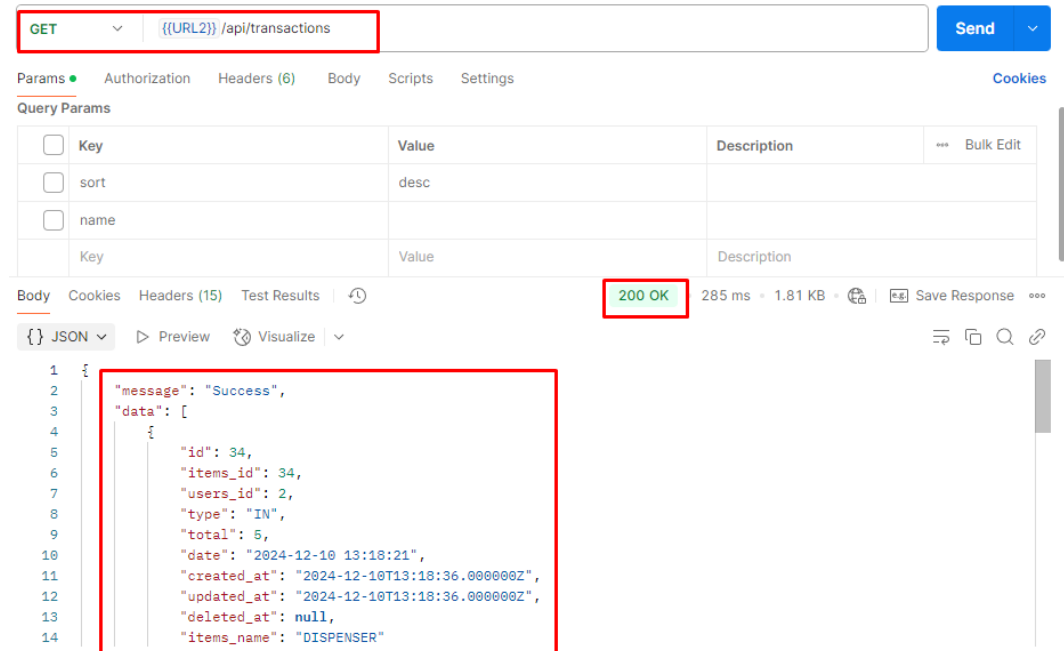 GET {{URL2}} /api/transactions Send
Params Authorization Headers (6) Body Scripts Settings Cookies
Query Params
Key Value Description Bulk Edit
sort desc
name
Key Value Description
Body Cookies Headers (15) Test Results 200 OK 285 ms 1.81 KB e.g. Save Response
{} JSON Preview Visualize
1 {
2 "message": "Success",
3 "data": [
4 {
5 "id": 34,
6 "items_id": 34,
7 "users_id": 2,
8 "type": "IN",
9 "total": 5,
10 "date": "2024-12-10 13:18:21",
11 "created_at": "2024-12-10T13:18:36.000000Z",
12 "updated_at": "2024-12-10T13:18:36.000000Z",
13 "deleted_at": null,
14 "items_name": "DISPENSER"